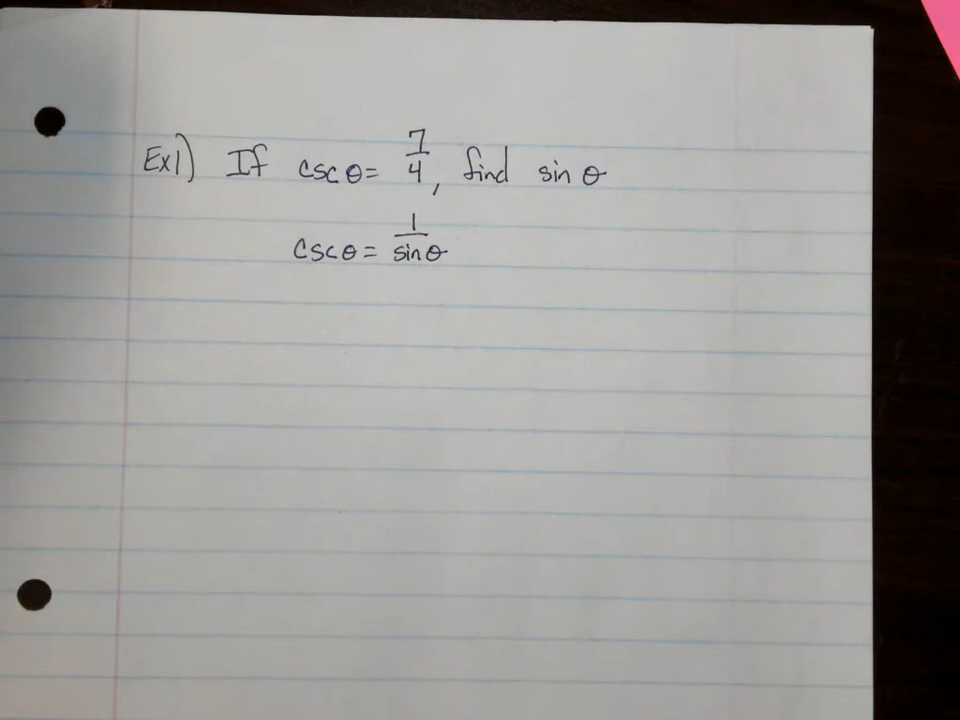 Ex1) If csc θ = 7/4, find sin θ
csc θ = 1/sin θ